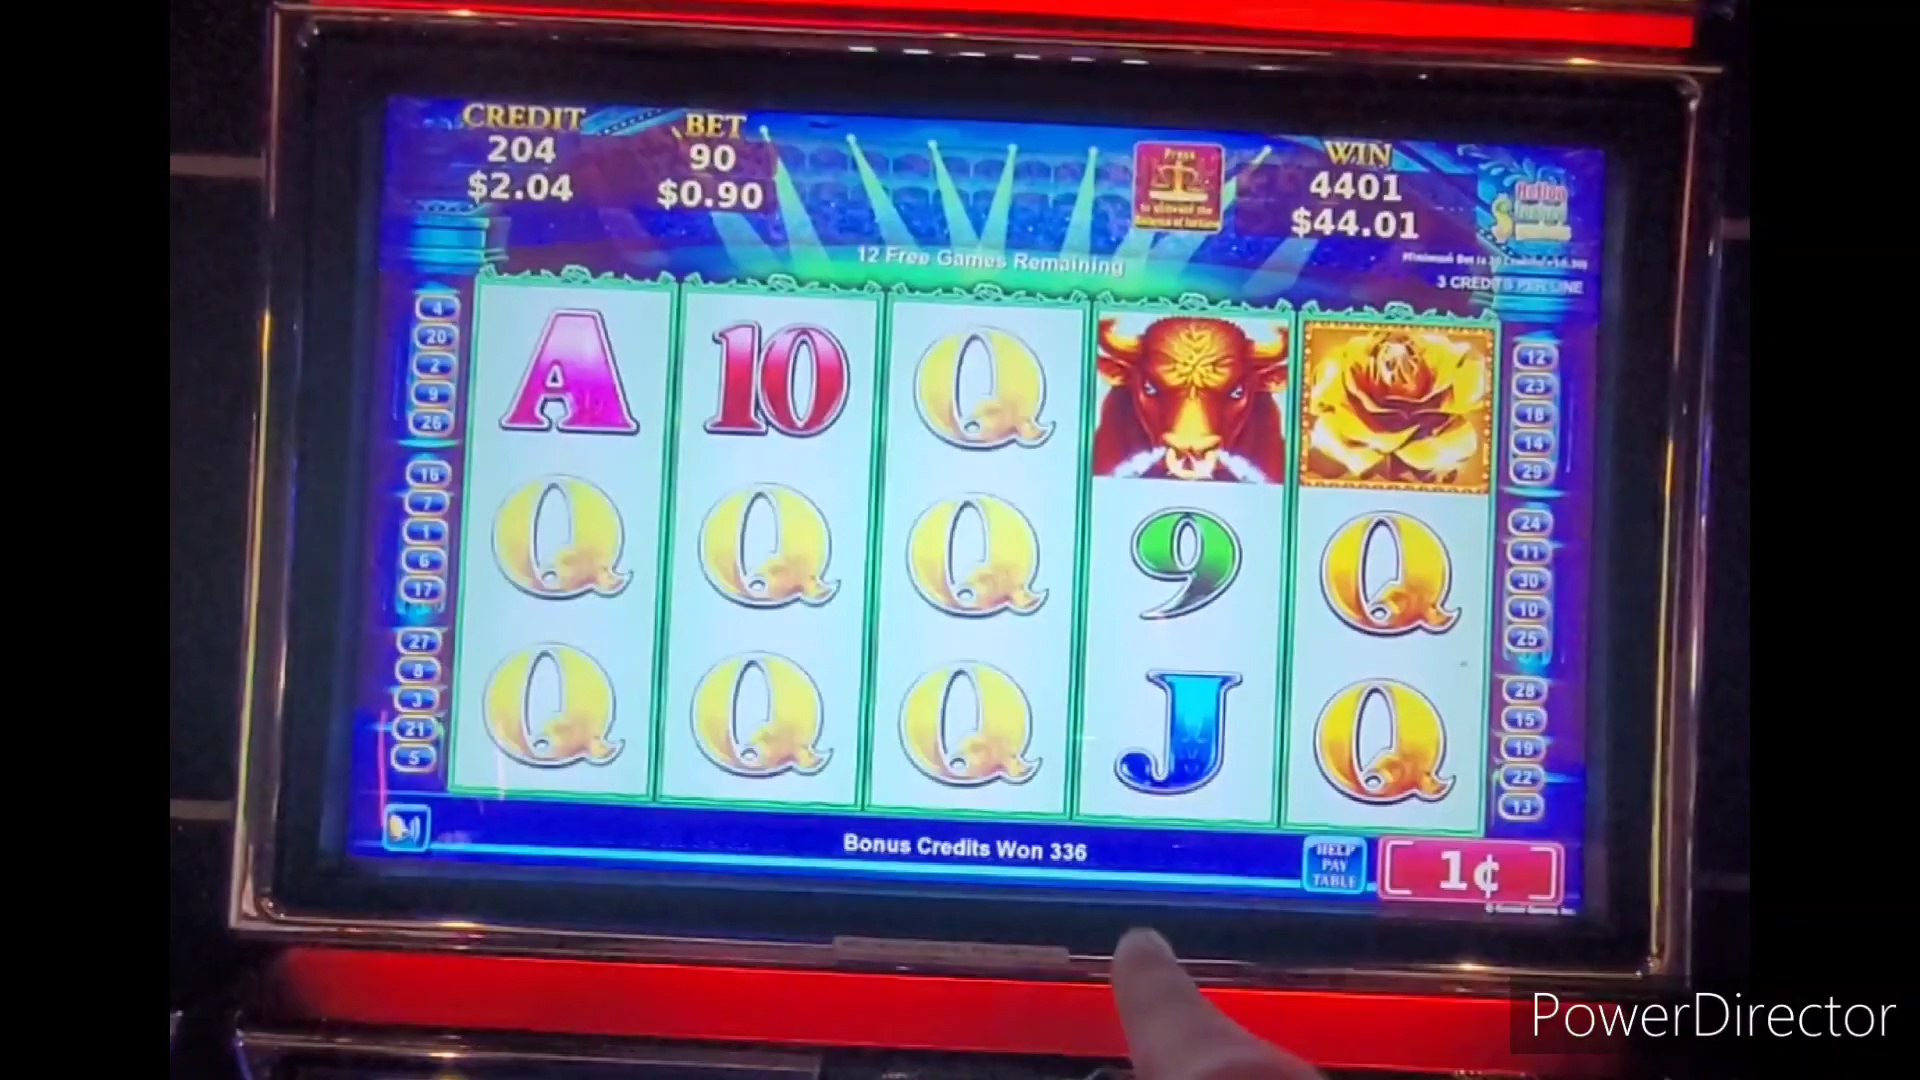 CREDIT
204
$2.04
BET
90
$0.90
Press
WIN
4401
$44.01
12 Free Games Remaining
3 CREDITS PER LINE
4
20
2
9
26
16
7
1
6
17
27
8
3
21
5
A 10 Q
Q Q Q 9 Q
Q Q Q J Q
12
23
18
14
29
24
11
30
10
25
28
15
19
22
13
Bonus Credits Won 336
HELP
PAY
TABLE
1¢
PowerDirector